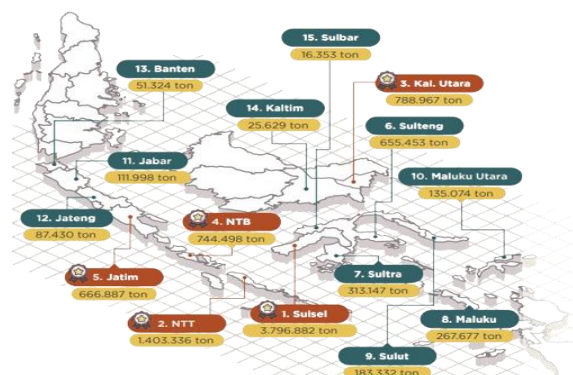 15. Sulbar
16.353 ton
13. Banten
51.324 ton
3. Kal. Utara
788.967 ton
14. Kaltim
25.629 ton
6. Sulteng
655.453 ton
11. Jabar
111.998 ton
10. Maluku Utara
135.074 ton
12. Jateng
87.430 ton
4. NTB
744.498 ton
5. Jatim
666.887 ton
7. Sultra
313.147 ton
2. NTT
1.403.336 ton
1. Sulsel
3.796.882 ton
8. Maluku
267.677 ton
9. Sulut
183.332 ton